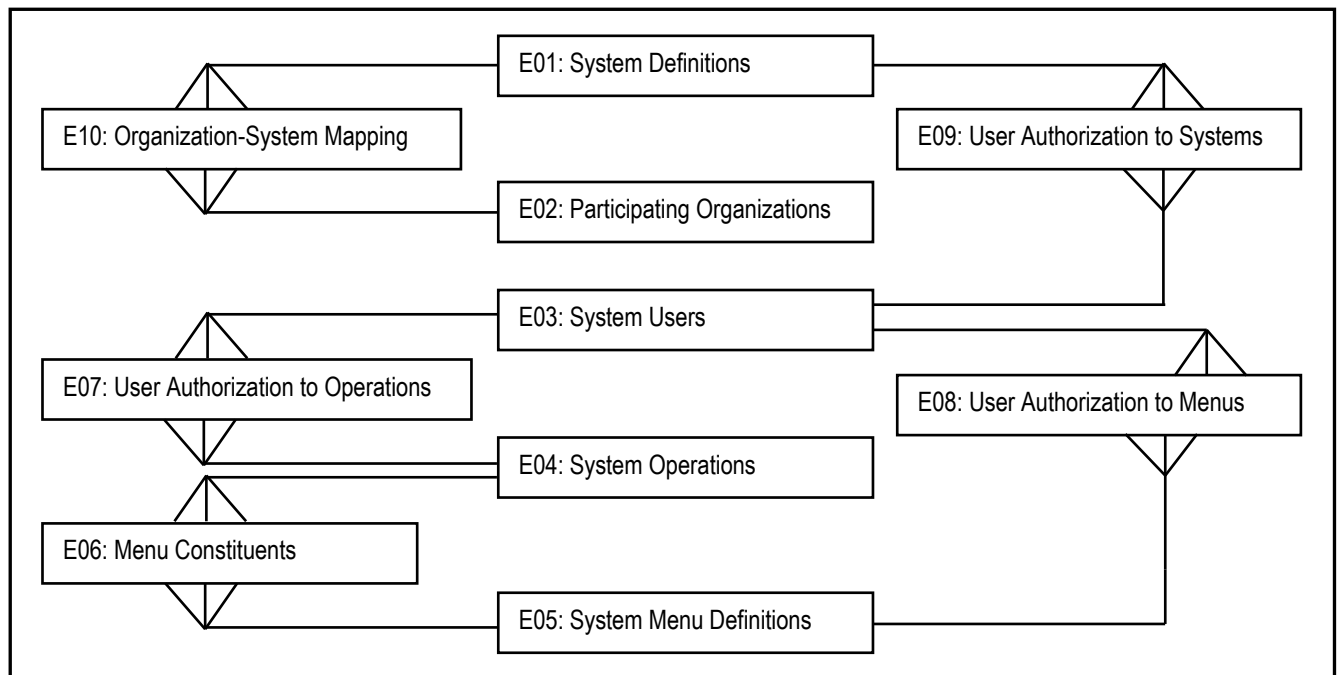 E01: System Definitions
E10: Organization-System Mapping
E09: User Authorization to Systems
E02: Participating Organizations
E03: System Users
E07: User Authorization to Operations
E08: User Authorization to Menus
E04: System Operations
E06: Menu Constituents
E05: System Menu Definitions